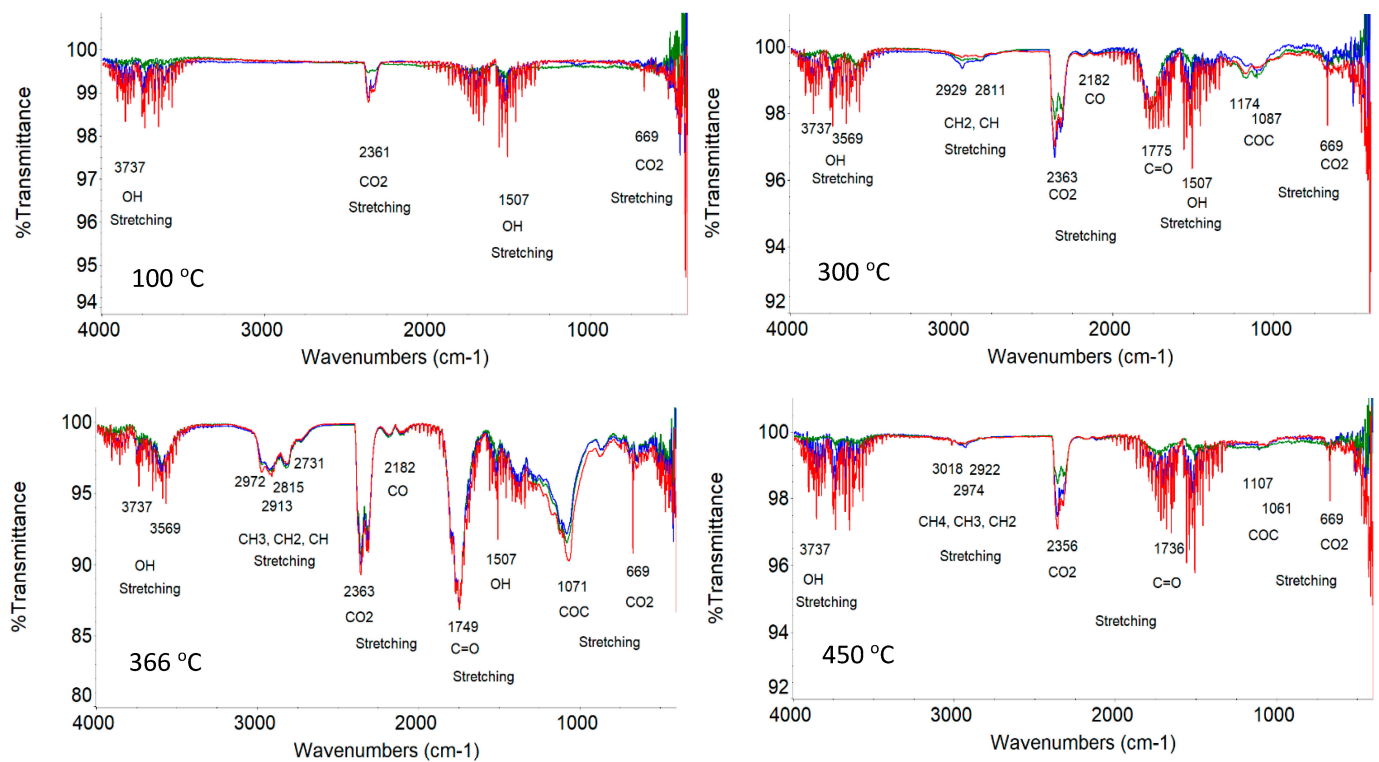 100
99
98
97
96
95
94
%Transmittance
3737
OH
Stretching
2361
CO2
Stretching
1507
OH
Stretching
669
CO2
Stretching
100 °C
4000 3000 2000 1000
Wavenumbers (cm-1)
100
98
96
94
92
%Transmittance
3737
3569
OH
Stretching
2929 2811
CH2, CH
Stretching
2363
CO2
2182
CO
Stretching
1775
C=O
1507
OH
Stretching
1174
1087
COC
669
CO2
Stretching
300 °C
4000 3000 2000 1000
Wavenumbers (cm-1)
100
95
90
85
80
%Transmittance
3737
3569
OH
Stretching
2972 2731
2815
2913
CH3, CH2, CH
Stretching
2363
CO2
Stretching
2182
CO
1749
C=O
Stretching
1507
OH
1071
COC
Stretching
669
CO2
366 °C
4000 3000 2000 1000
Wavenumbers (cm-1)
100
98
96
94
92
%Transmittance
3737
OH
Stretching
3018 2922
2974
CH4, CH3, CH2
Stretching
2356
CO2
Stretching
1736
C=O
1107
1061
COC
Stretching
669
CO2
450 °C
4000 3000 2000 1000
Wavenumbers (cm-1)